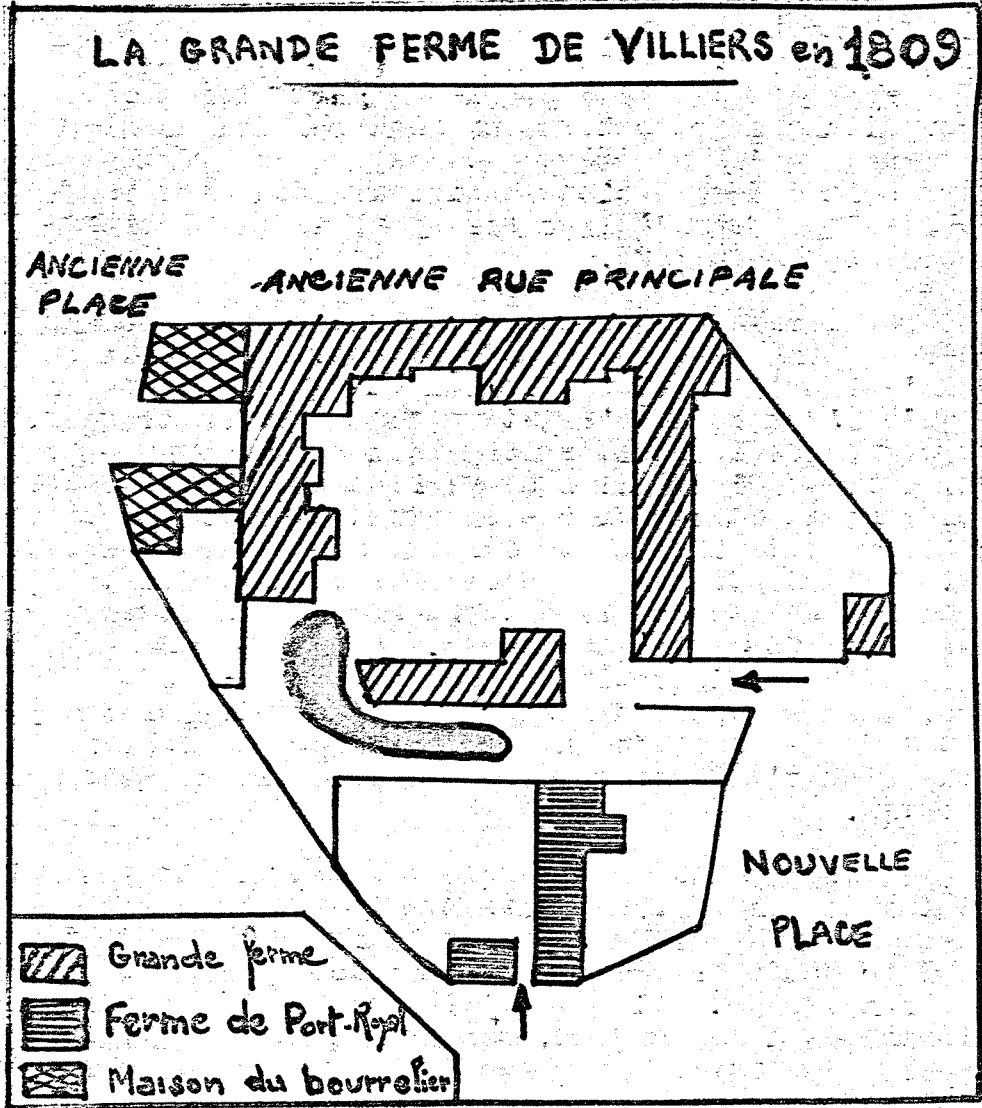 LA GRANDE FERME DE VILLIERS en 1809
ANCIENNE
PLACE
ANCIENNE RUE PRINCIPALE
NOUVELLE
PLACE
Grande ferme
Ferme de Port-Royal
Maison du bourrelier